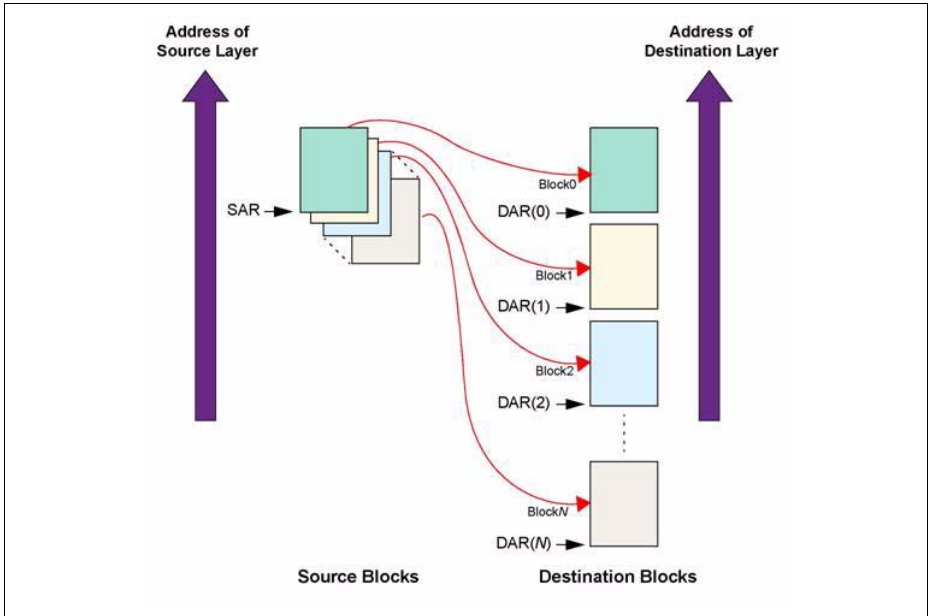 Address of
Source Layer
Address of
Destination Layer
SAR
Block0
DAR(0)
Block1
DAR(1)
Block2
DAR(2)
BlockN
DAR(N)
Source Blocks
Destination Blocks